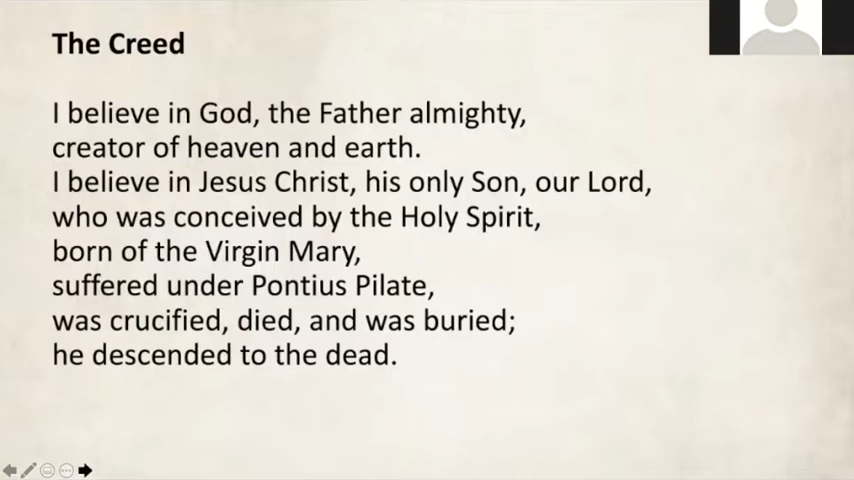 The Creed
I believe in God, the Father almighty,
creator of heaven and earth.
I believe in Jesus Christ, his only Son, our Lord,
who was conceived by the Holy Spirit,
born of the Virgin Mary,
suffered under Pontius Pilate,
was crucified, died, and was buried;
he descended to the dead.